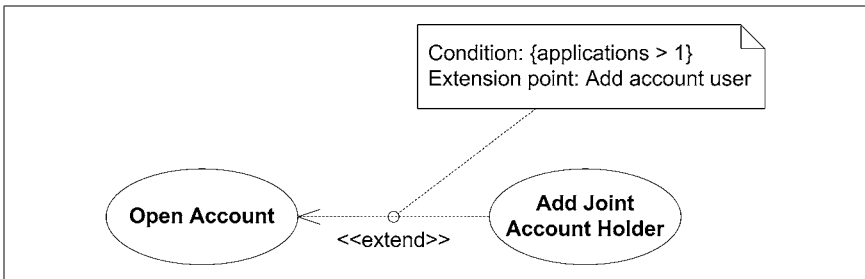 Condition: {applications > 1}
Extension point: Add account user
Open Account
<<extend>>
Add Joint
Account Holder